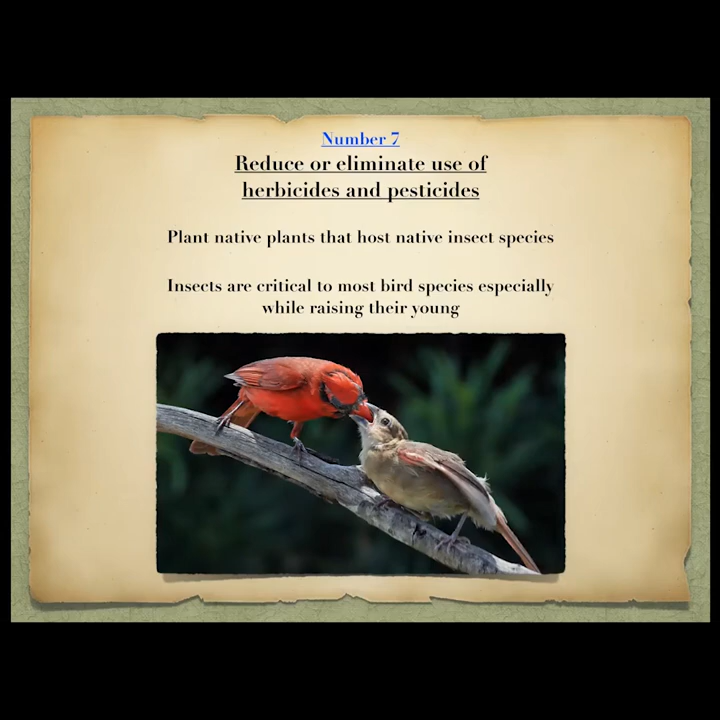 Number 7
Reduce or eliminate use of
herbicides and pesticides
Plant native plants that host native insect species
Insects are critical to most bird species especially
while raising their young